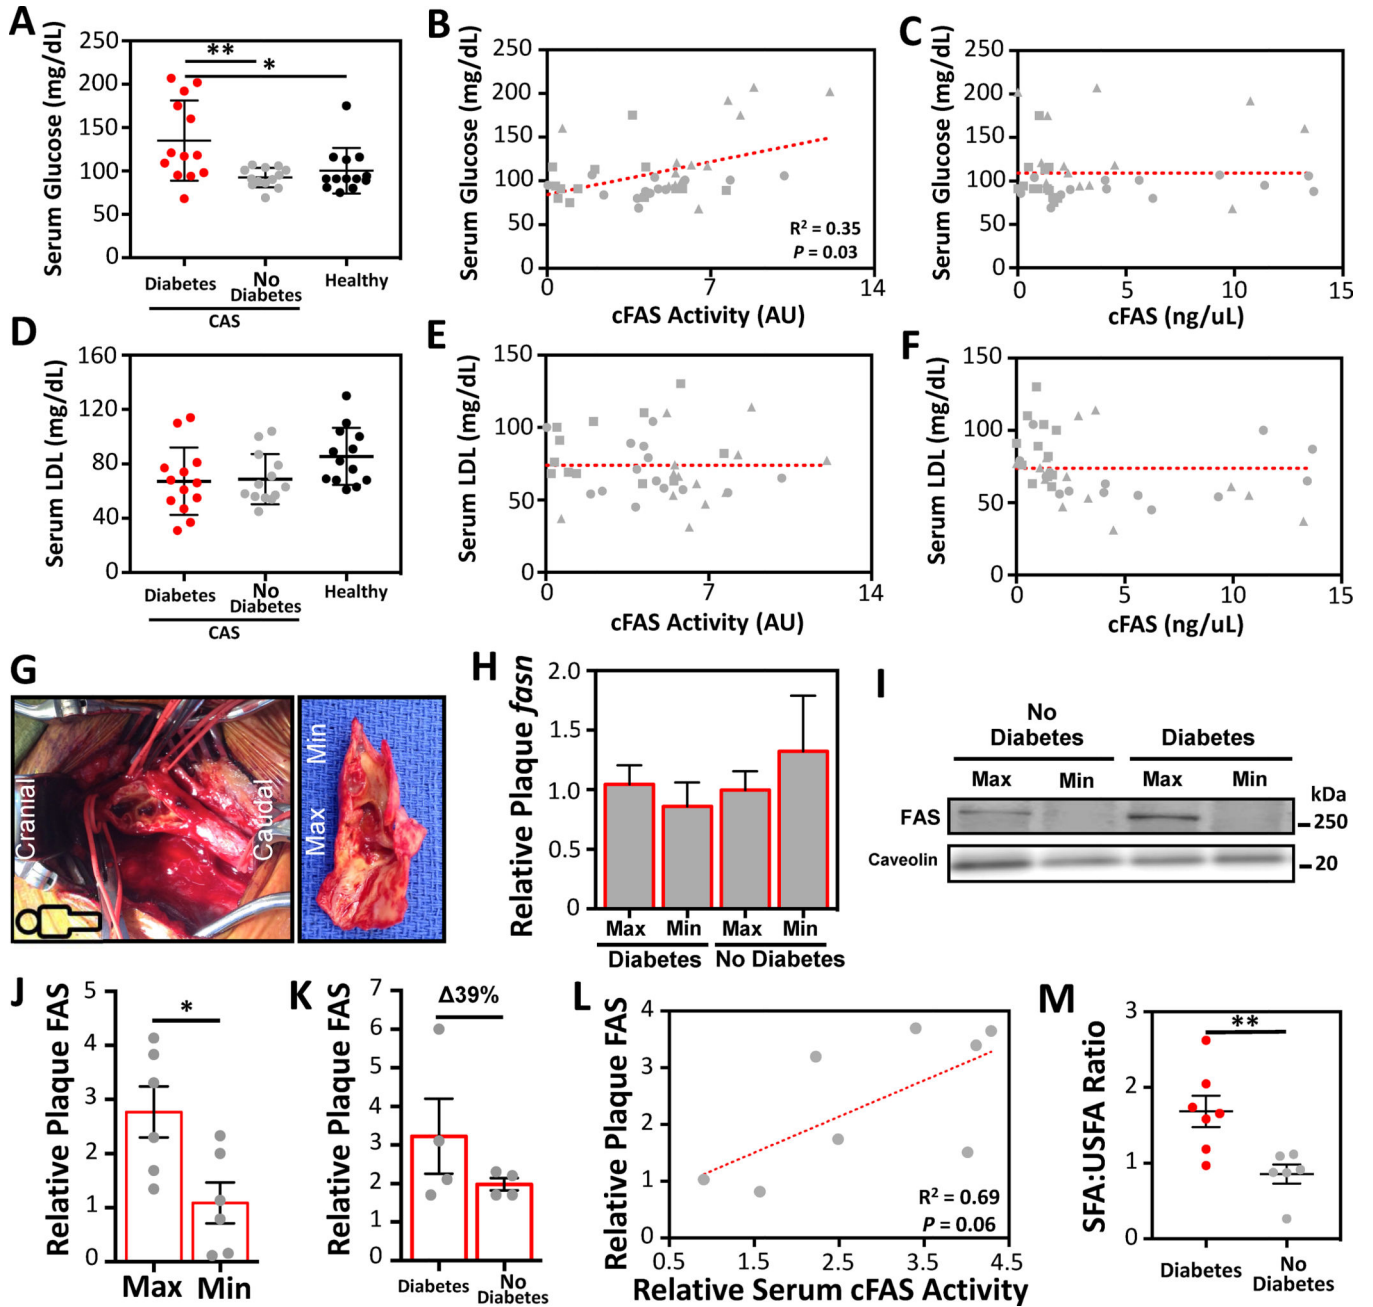 A
Serum Glucose (mg/dL)
250
200
150
100
50
0
**
*
Diabetes
No
Diabetes
Healthy
CAS
B
Serum Glucose (mg/dL)
250
200
150
100
50
0
R² = 0.35
P = 0.03
0
7
14
cFAS Activity (AU)
C
Serum Glucose (mg/dL)
250
200
150
100
50
0
0
5
10
15
cFAS (ng/uL)
D
Serum LDL (mg/dL)
160
120
80
40
0
Diabetes
No
Diabetes
Healthy
CAS
E
Serum LDL (mg/dL)
150
100
50
0
0
7
14
cFAS Activity (AU)
F
Serum LDL (mg/dL)
150
100
50
0
0
5
10
15
cFAS (ng/uL)
G
Cranial
Caudal
Max
Min
H
Relative Plaque fasn
2.0
1.5
1.0
0.5
0
Max
Min
Max
Min
Diabetes
No Diabetes
I
No
Diabetes
Diabetes
Max
Min
Max
Min
kDa
FAS
250
Caveolin
20
J
Relative Plaque FAS
5
4
3
2
1
0
*
Max
Min
K
Relative Plaque FAS
7
6
5
4
3
2
1
0
Δ39%
Diabetes
No
Diabetes
L
Relative Plaque FAS
4
3
2
1
0
R² = 0.69
P = 0.06
0.5
1.5
2.5
3.5
4.5
Relative Serum cFAS Activity
M
SFA:USFA Ratio
3
2
1
0
**
Diabetes
No
Diabetes